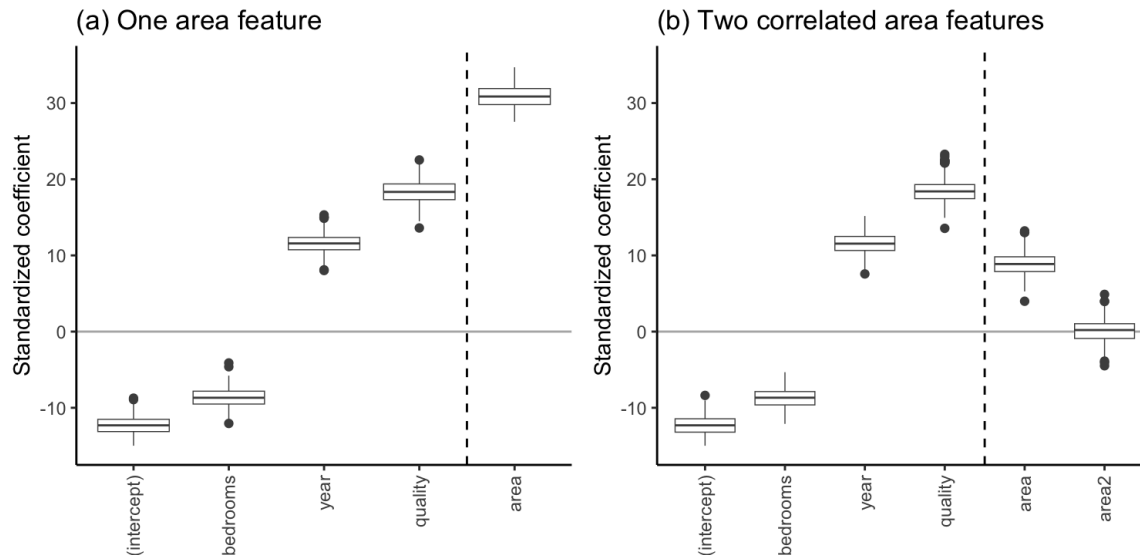 (a) One area feature
Standardized coefficient
30
20
10
0
-10
(intercept)
bedrooms
year
quality
area
(b) Two correlated area features
Standardized coefficient
30
20
10
0
-10
(intercept)
bedrooms
year
quality
area
area2